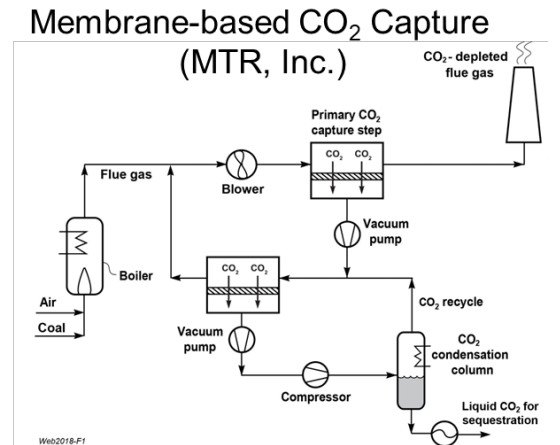 Membrane-based CO₂ Capture
(MTR, Inc.)
CO₂- depleted
flue gas
Primary CO₂
capture step
CO₂ CO₂
Flue gas
Blower
Vacuum
pump
CO₂ CO₂
Boiler
Air
Coal
CO₂ recycle
Vacuum
pump
CO₂
condensation
column
Compressor
Liquid CO₂ for
sequestration
Web2018-F1